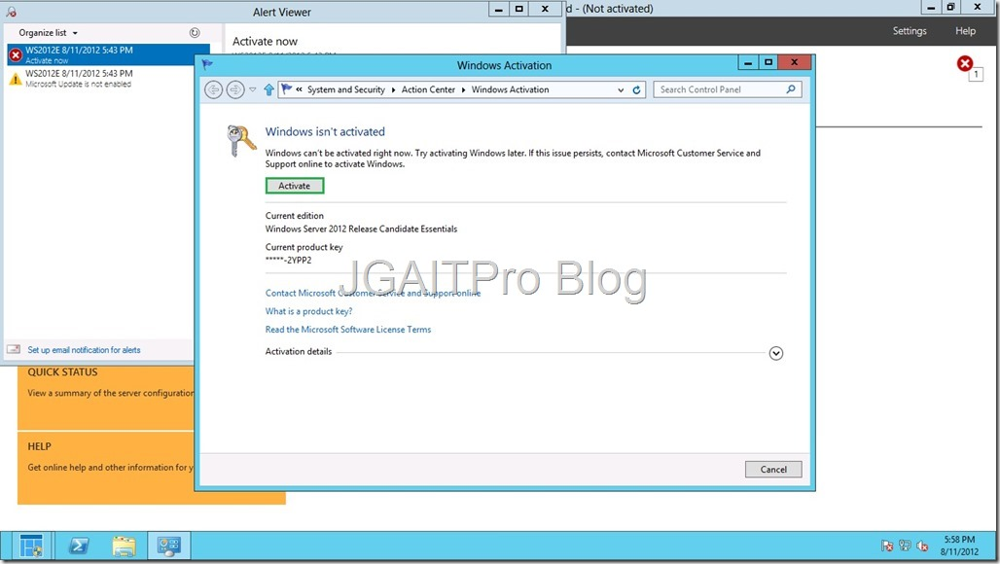 Alert Viewer
d - (Not activated)
Settings
Help
Organize list
WS2012E 8/11/2012 5:43 PM
Activate now
WS2012E 8/11/2012 5:43 PM
Microsoft Update is not enabled
Set up email notification for alerts
Activate now
1
Windows Activation
« System and Security Action Center Windows Activation
Search Control Panel
Windows isn't activated
Windows can't be activated right now. Try activating Windows later. If this issue persists, contact Microsoft Customer Service and
Support online to activate Windows.
Activate
Current edition
Windows Server 2012 Release Candidate Essentials
Current product key
*****-2YPP2
JGAITPro Blog
Contact Microsoft Customer Service and Support online
What is a product key?
Read the Microsoft Software License Terms
Activation details
Cancel
QUICK STATUS
View a summary of the server configuration
HELP
Get online help and other information for y
5:58 PM
8/11/2012